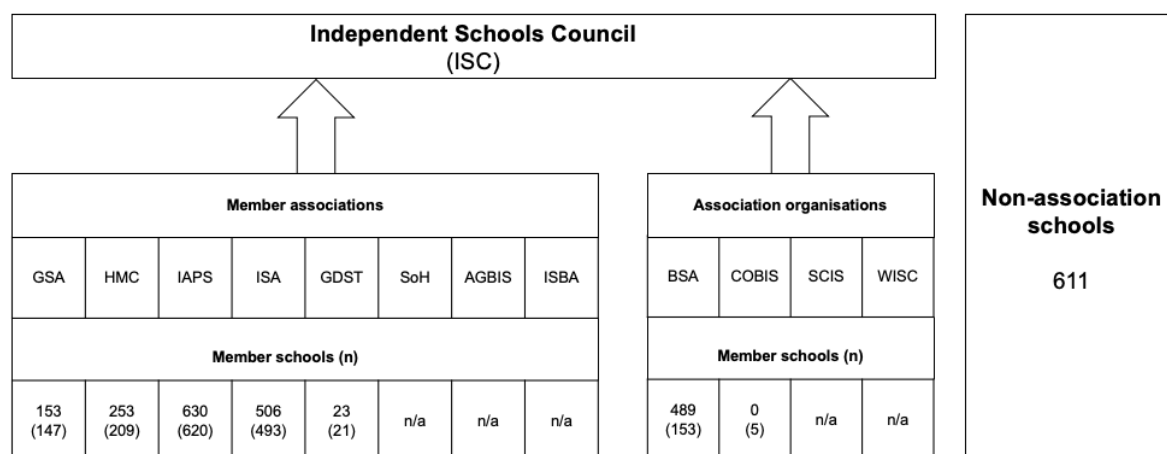 Independent Schools Council
(ISC)
Member associations
GSA HMC IAPS ISA GDST SoH AGBIS ISBA
Member schools (n)
153 253 630 506 23 n/a n/a n/a
(147) (209) (620) (493) (21)
Association organisations
BSA COBIS SCIS WISC
Member schools (n)
489 0 n/a n/a
(153) (5)
Non-association
schools
611